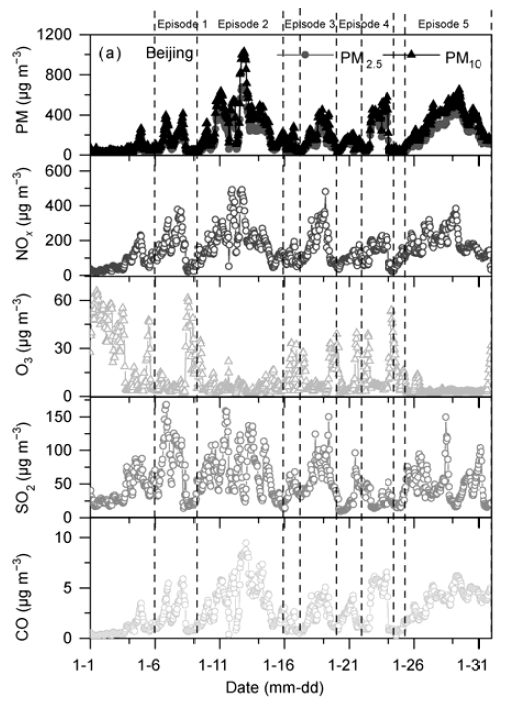 Episode 1 Episode 2 Episode 3 Episode 4 Episode 5
(a) Beijing PM2.5 PM10
PM (μg m−3)
1200
800
400
0
NOx (μg m−3)
600
400
200
0
O3 (μg m−3)
60
30
0
SO2 (μg m−3)
150
100
50
0
CO (μg m−3)
10
5
0
1-1 1-6 1-11 1-16 1-21 1-26 1-31
Date (mm-dd)